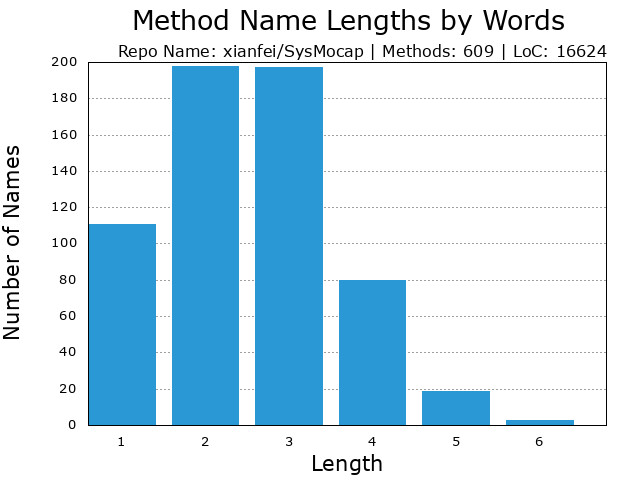 Method Name Lengths by Words
Repo Name: xianfei/SysMocap | Methods: 609 | LoC: 16624
Number of Names
200
180
160
140
120
100
80
60
40
20
0
1 2 3 4 5 6
Length